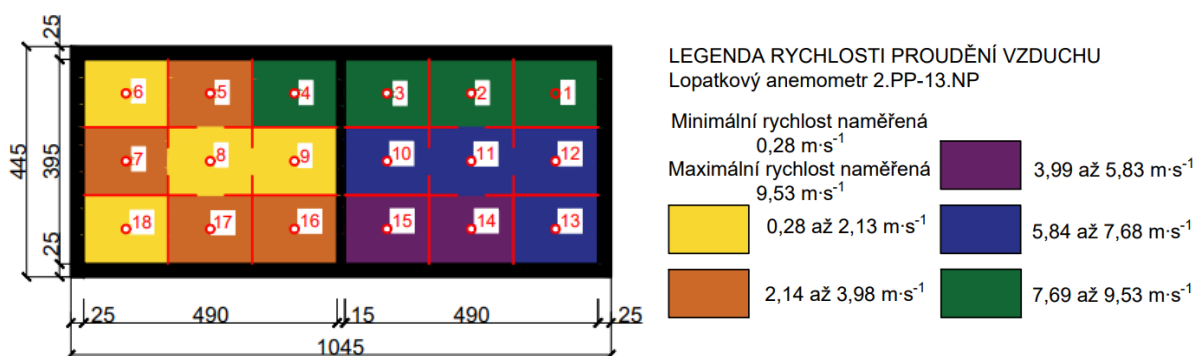 25
445
395
25
6 5 4 3 2 1
7 8 9 10 11 12
18 17 16 15 14 13
25 490 15 490 25
1045
LEGENDA RYCHLOSTI PROUDĚNÍ VZDUCHU
Lopatkový anemometr 2.PP-13.NP
Minimální rychlost naměřená
0,28 m·s⁻¹
Maximální rychlost naměřená
9,53 m·s⁻¹
0,28 až 2,13 m·s⁻¹
2,14 až 3,98 m·s⁻¹
3,99 až 5,83 m·s⁻¹
5,84 až 7,68 m·s⁻¹
7,69 až 9,53 m·s⁻¹